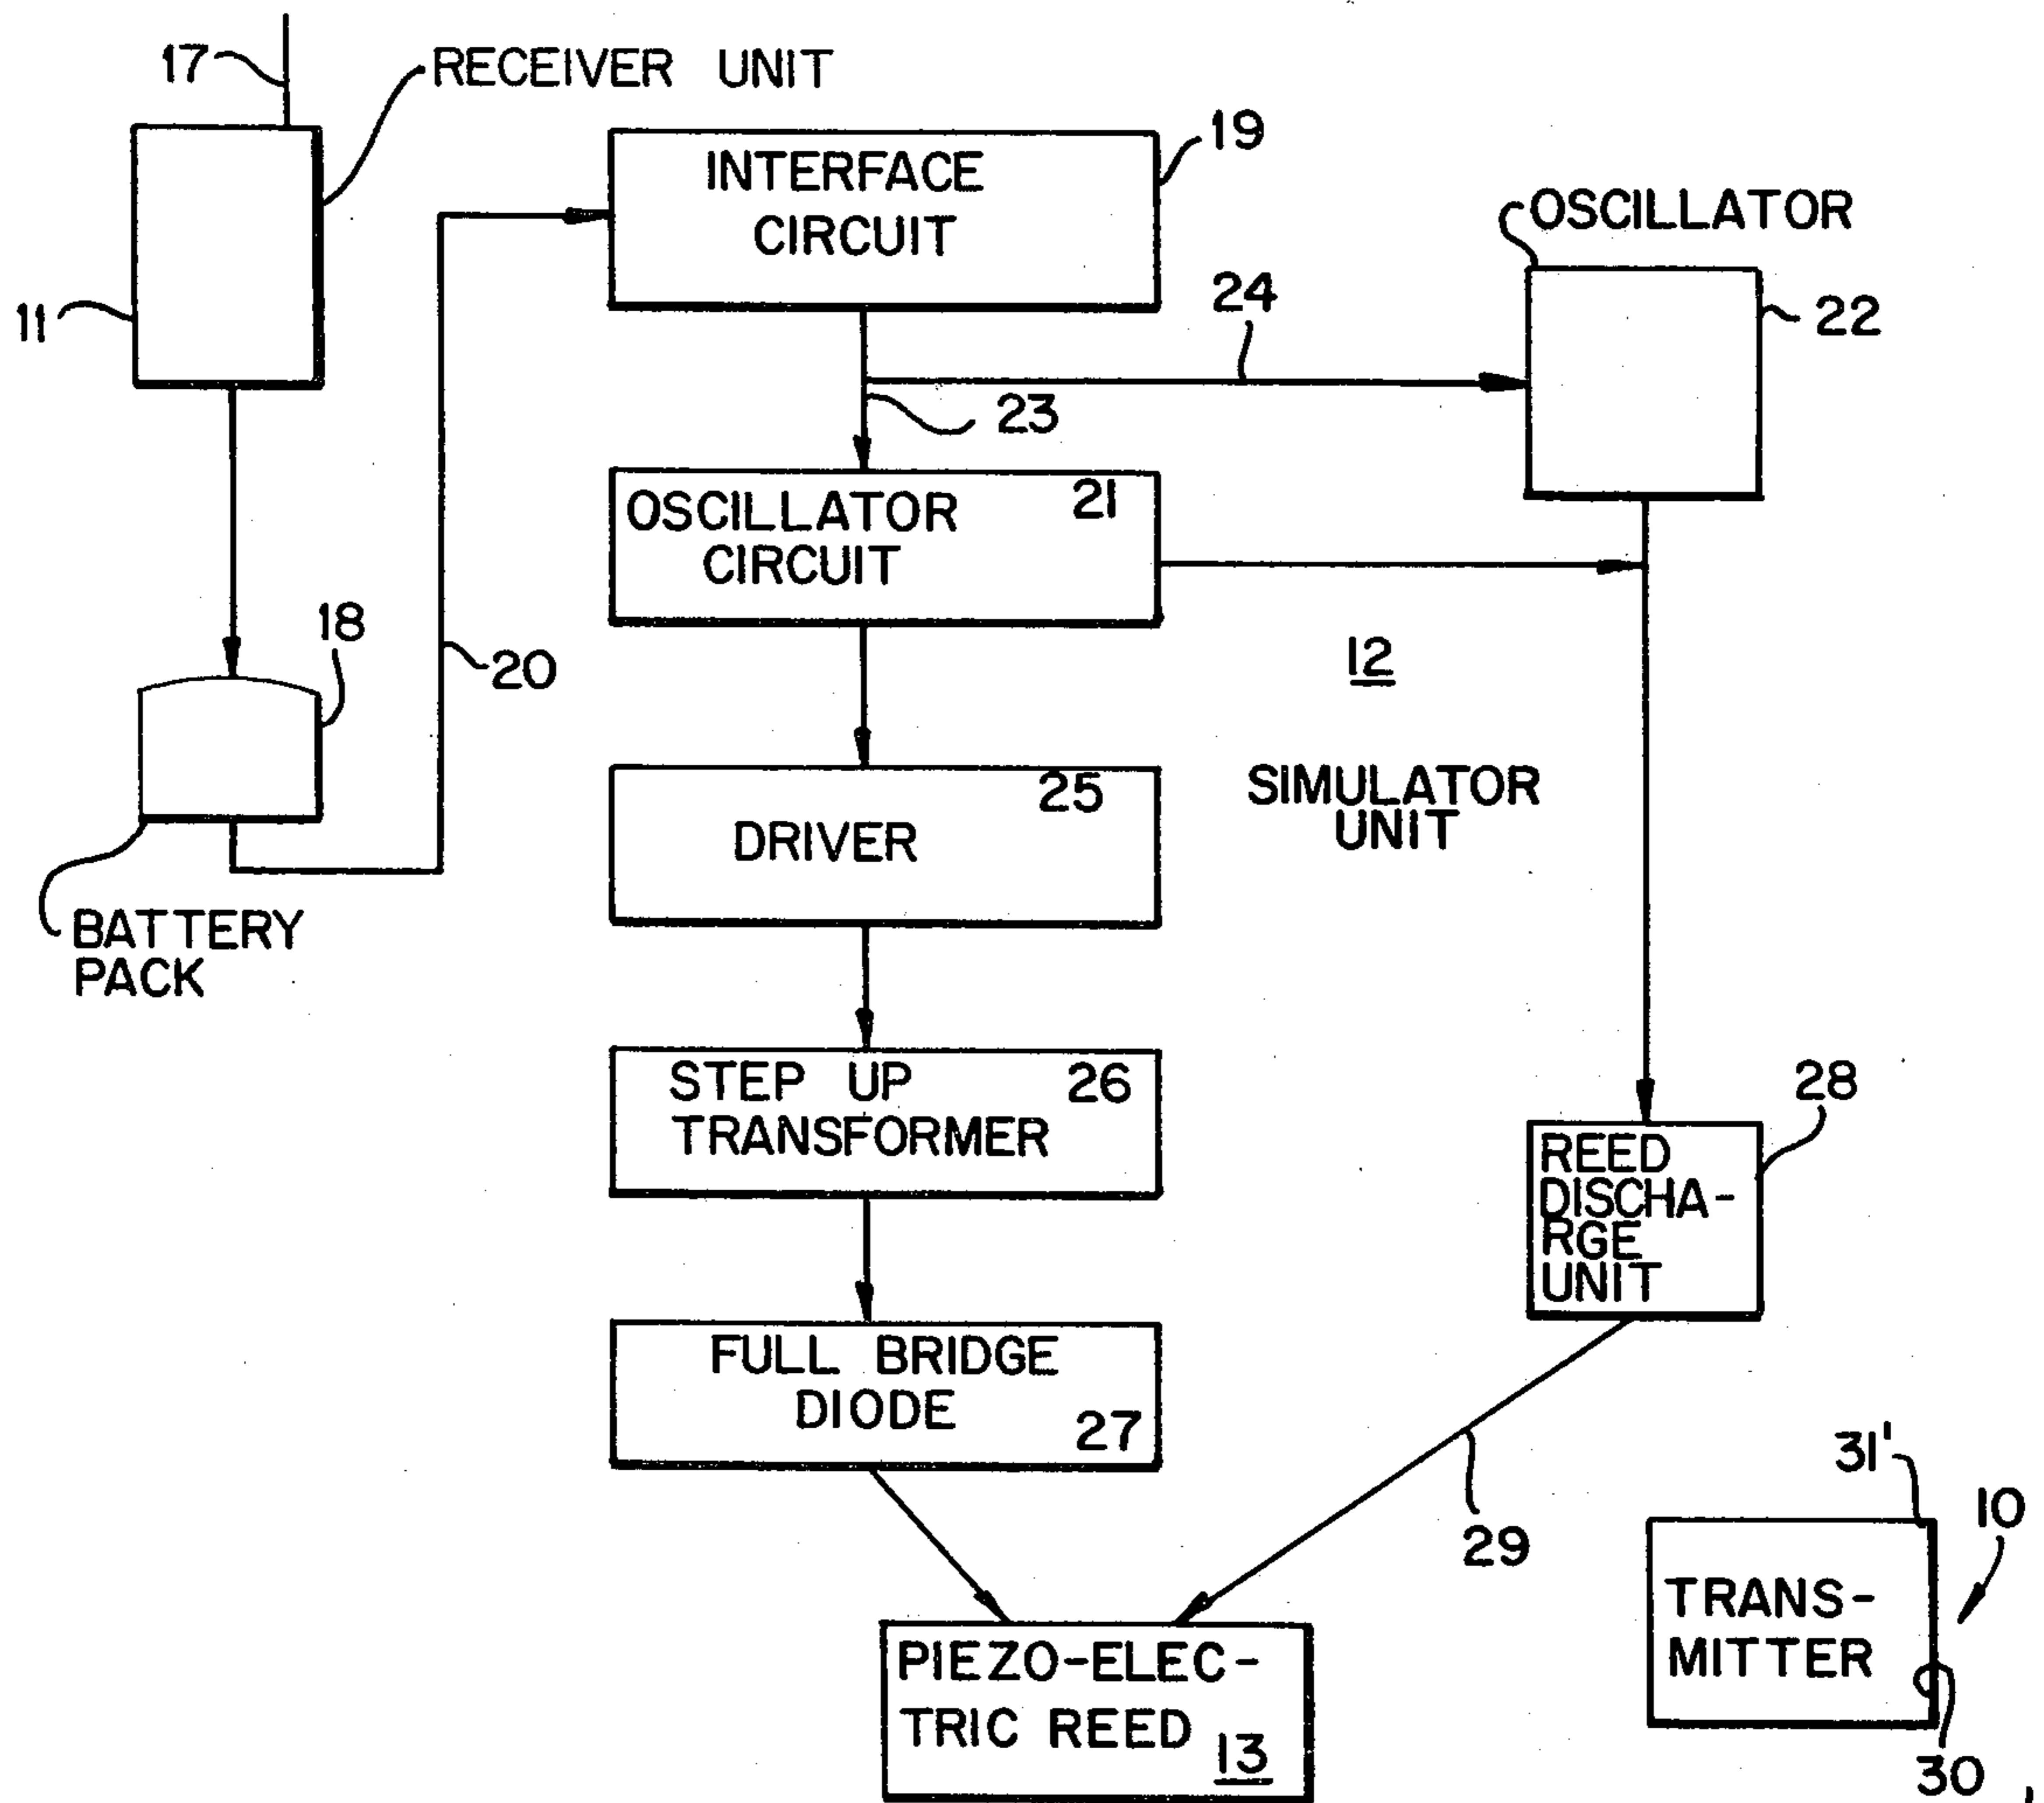 17
RECEIVER UNIT
19
INTERFACE
CIRCUIT
OSCILLATOR
11
24
22
23
21
OSCILLATOR
CIRCUIT
18
20
12
SIMULATOR
UNIT
25
DRIVER
BATTERY
PACK
STEP UP 26
TRANSFORMER
28
REED
DISCHA-
RGE
UNIT
FULL BRIDGE
DIODE
27
29
31'
10
TRANS-
MITTER
30
PIEZO-ELEC-
TRIC REED
13